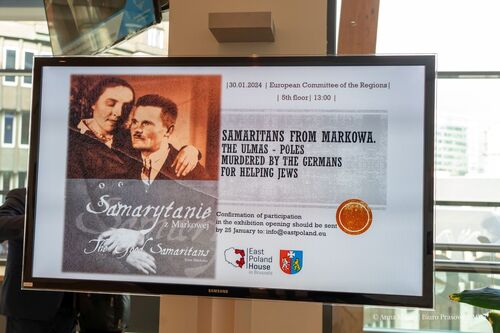 |30.01.2024 | European Committee of the Regions|
| 5th floor| 13:00 |
SAMARITANS FROM MARKOWA.
THE ULMAS - POLES
MURDERED BY THE GERMANS
FOR HELPING JEWS
Samarytanie
z Markowej
The Good Samaritans
Confirmation of participation
in the exhibition opening should be sent
by 25 January to: info@eastpoland.eu
East
Poland
House
in Brussels
SAMSUNG